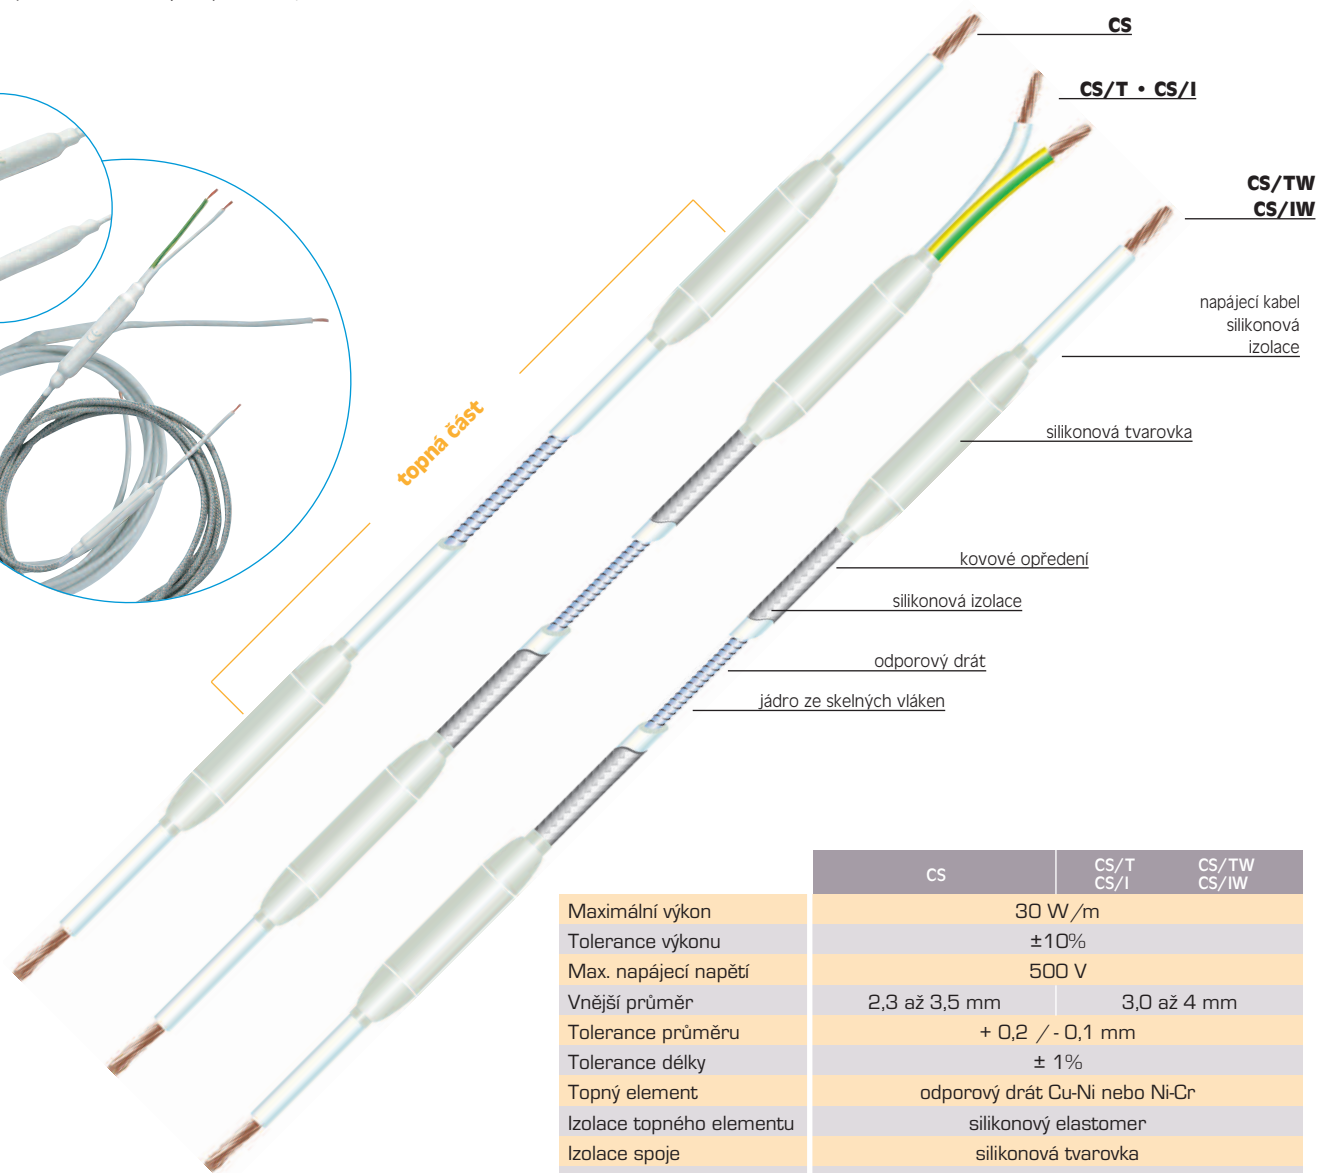 CS
CS/T • CS/I
CS/TW
CS/IW
napájecí kabel
silikonová
izolace
silikonová tvarovka
topná část
kovové opředení
silikonová izolace
odporový drát
jádro ze skelných vláken
CS CS/T CS/TW
CS/I CS/IW
Maximální výkon 30 W/m
Tolerance výkonu ±10%
Max. napájecí napětí 500 V
Vnější průměr 2,3 až 3,5 mm 3,0 až 4 mm
Tolerance průměru + 0,2 / - 0,1 mm
Tolerance délky ± 1%
Topný element odporový drát Cu-Ni nebo Ni-Cr
Izolace topného elementu silikonový elastomer
Izolace spoje silikonová tvarovka